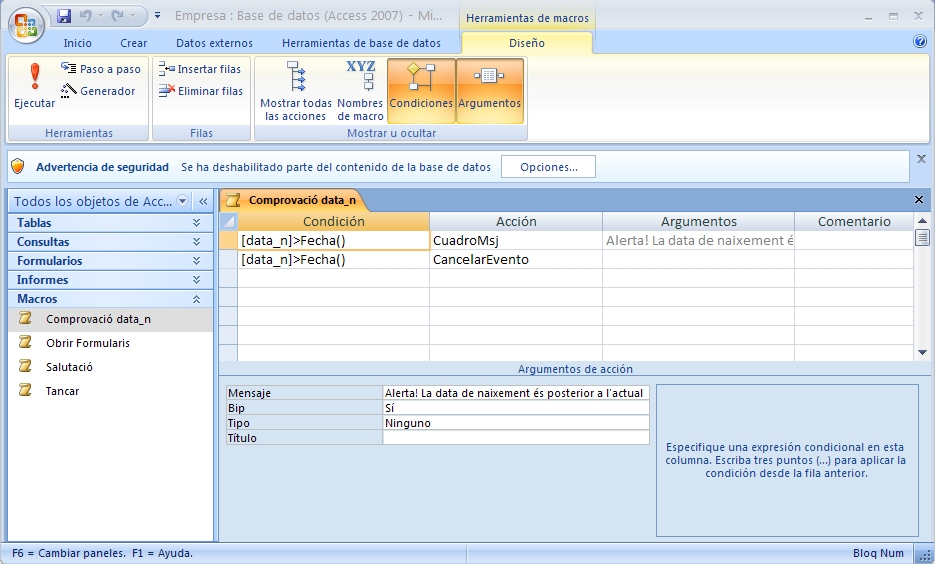 Empresa : Base de datos (Access 2007) - Mi...
Herramientas de macros
Inicio
Crear
Datos externos
Herramientas de base de datos
Diseño
Ejecutar
Paso a paso
Generador
Herramientas
Insertar filas
Eliminar filas
Filas
Mostrar todas
las acciones
XYZ
Nombres
de macro
Condiciones
Argumentos
Mostrar u ocultar
Advertencia de seguridad
Se ha deshabilitado parte del contenido de la base de datos
Opciones...
Todos los objetos de Acc...
Tablas
Consultas
Formularios
Informes
Macros
Comprovació data_n
Obrir Formularis
Salutació
Tancar
Comprovació data_n
Condición Acción Argumentos Comentario
[data_n]>Fecha() CuadroMsj Alerta! La data de naixement é
[data_n]>Fecha() CancelarEvento
Argumentos de acción
Mensaje Alerta! La data de naixement és posterior a l'actual
Bip Sí
Tipo Ninguno
Título
Especifique una expresión condicional en esta
columna. Escriba tres puntos (...) para aplicar la
condición desde la fila anterior.
F6 = Cambiar paneles. F1 = Ayuda.
Bloq Num